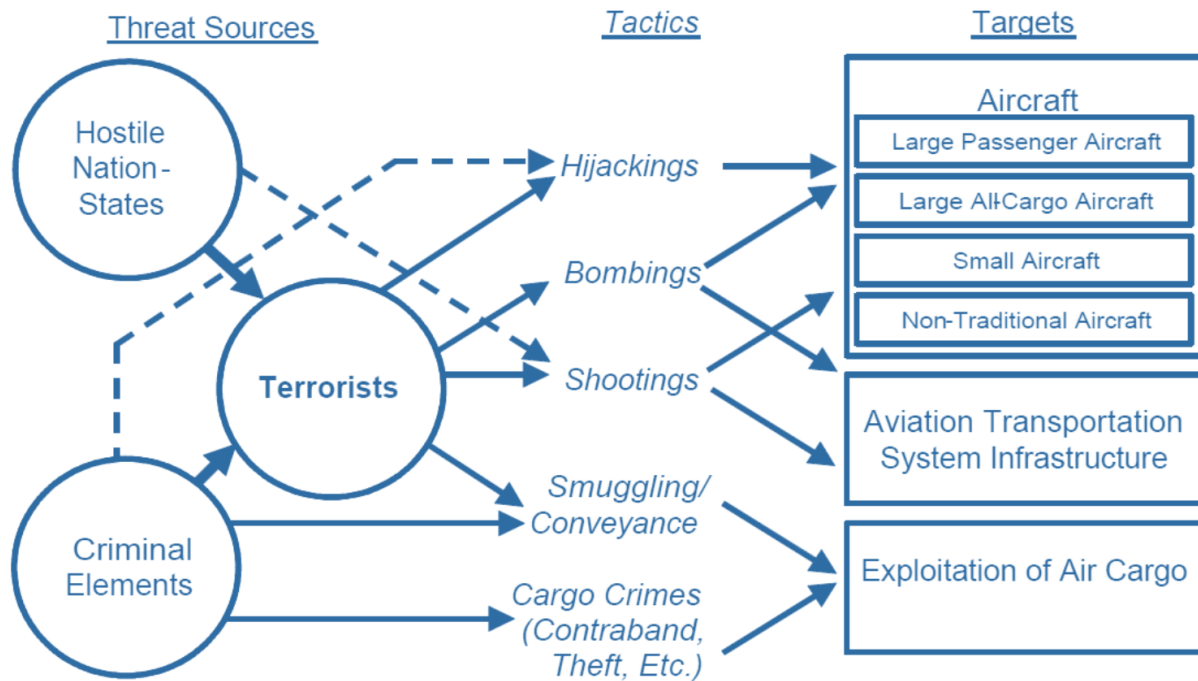 Threat Sources
Tactics
Targets
Hostile
Nation-
States
Terrorists
Criminal
Elements
Hijackings
Bombings
Shootings
Smuggling/
Conveyance
Cargo Crimes
(Contraband,
Theft, Etc.)
Aircraft
Large Passenger Aircraft
Large All-Cargo Aircraft
Small Aircraft
Non-Traditional Aircraft
Aviation Transportation
System Infrastructure
Exploitation of Air Cargo